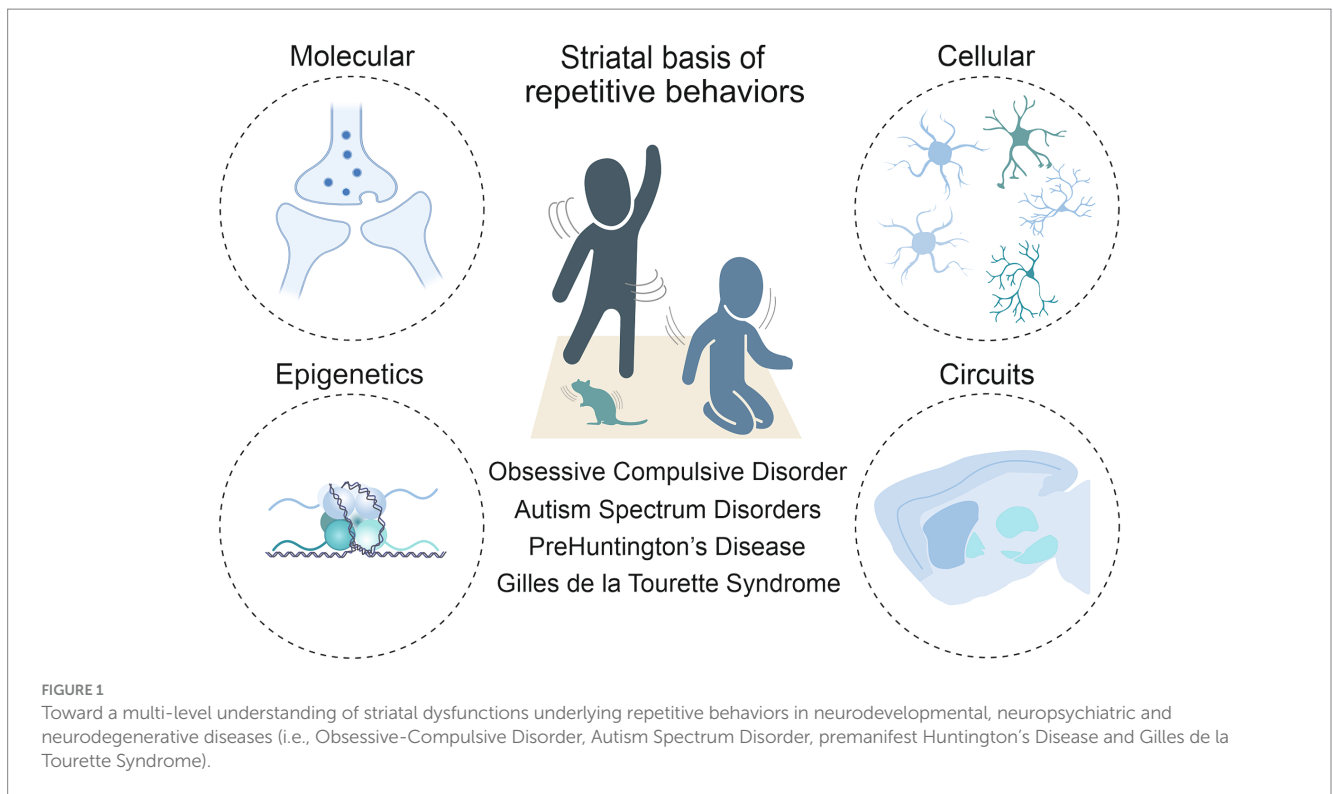 Molecular
Striatal basis of
repetitive behaviors
Cellular
Epigenetics
Circuits
Obsessive Compulsive Disorder
Autism Spectrum Disorders
PreHuntington's Disease
Gilles de la Tourette Syndrome
FIGURE 1
Toward a multi-level understanding of striatal dysfunctions underlying repetitive behaviors in neurodevelopmental, neuropsychiatric and
neurodegenerative diseases (i.e., Obsessive-Compulsive Disorder, Autism Spectrum Disorder, premanifest Huntington's Disease and Gilles de la
Tourette Syndrome).